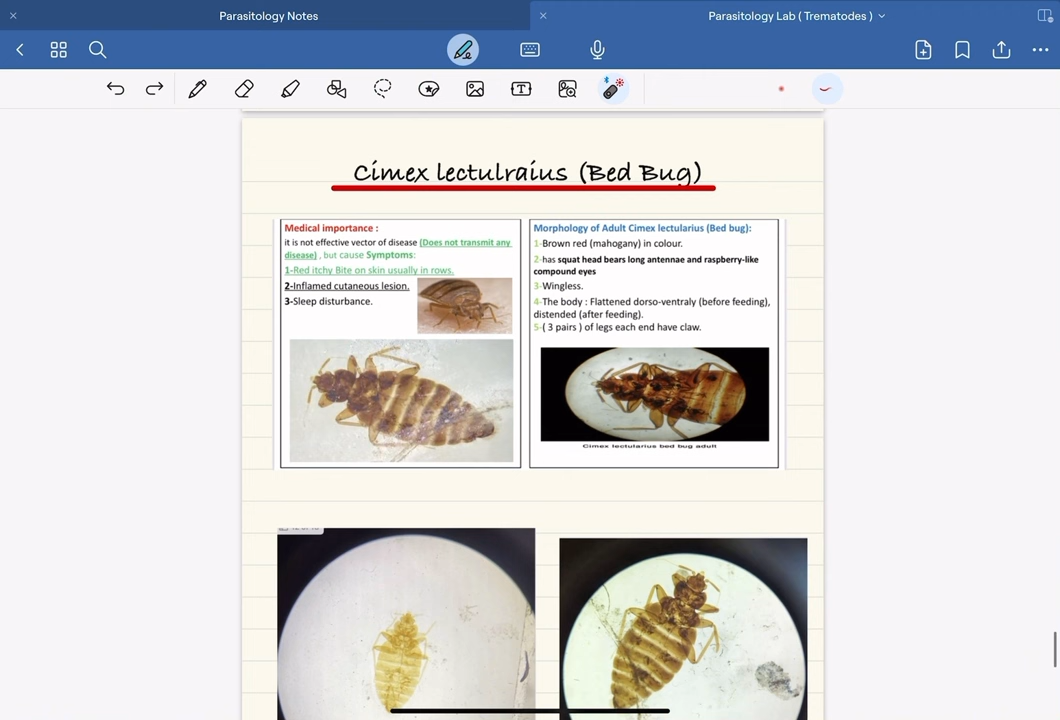 Parasitology Notes
Parasitology Lab ( Trematodes )
Cimex lectulraius (Bed Bug)
Medical importance :
it is not effective vector of disease (Does not transmit any
disease) , but cause Symptoms:
1-Red itchy Bite on skin usually in rows.
2-Inflamed cutaneous lesion.
3-Sleep disturbance.
Morphology of Adult Cimex lectularius (Bed bug):
1-Brown red (mahogany) in colour.
2-has squat head bears long antennae and raspberry-like
compound eyes
3-Wingless.
4-The body : Flattened dorso-ventraly (before feeding),
distended (after feeding).
5-( 3 pairs ) of legs each end have claw.
Cimex lectularius bed bug adult